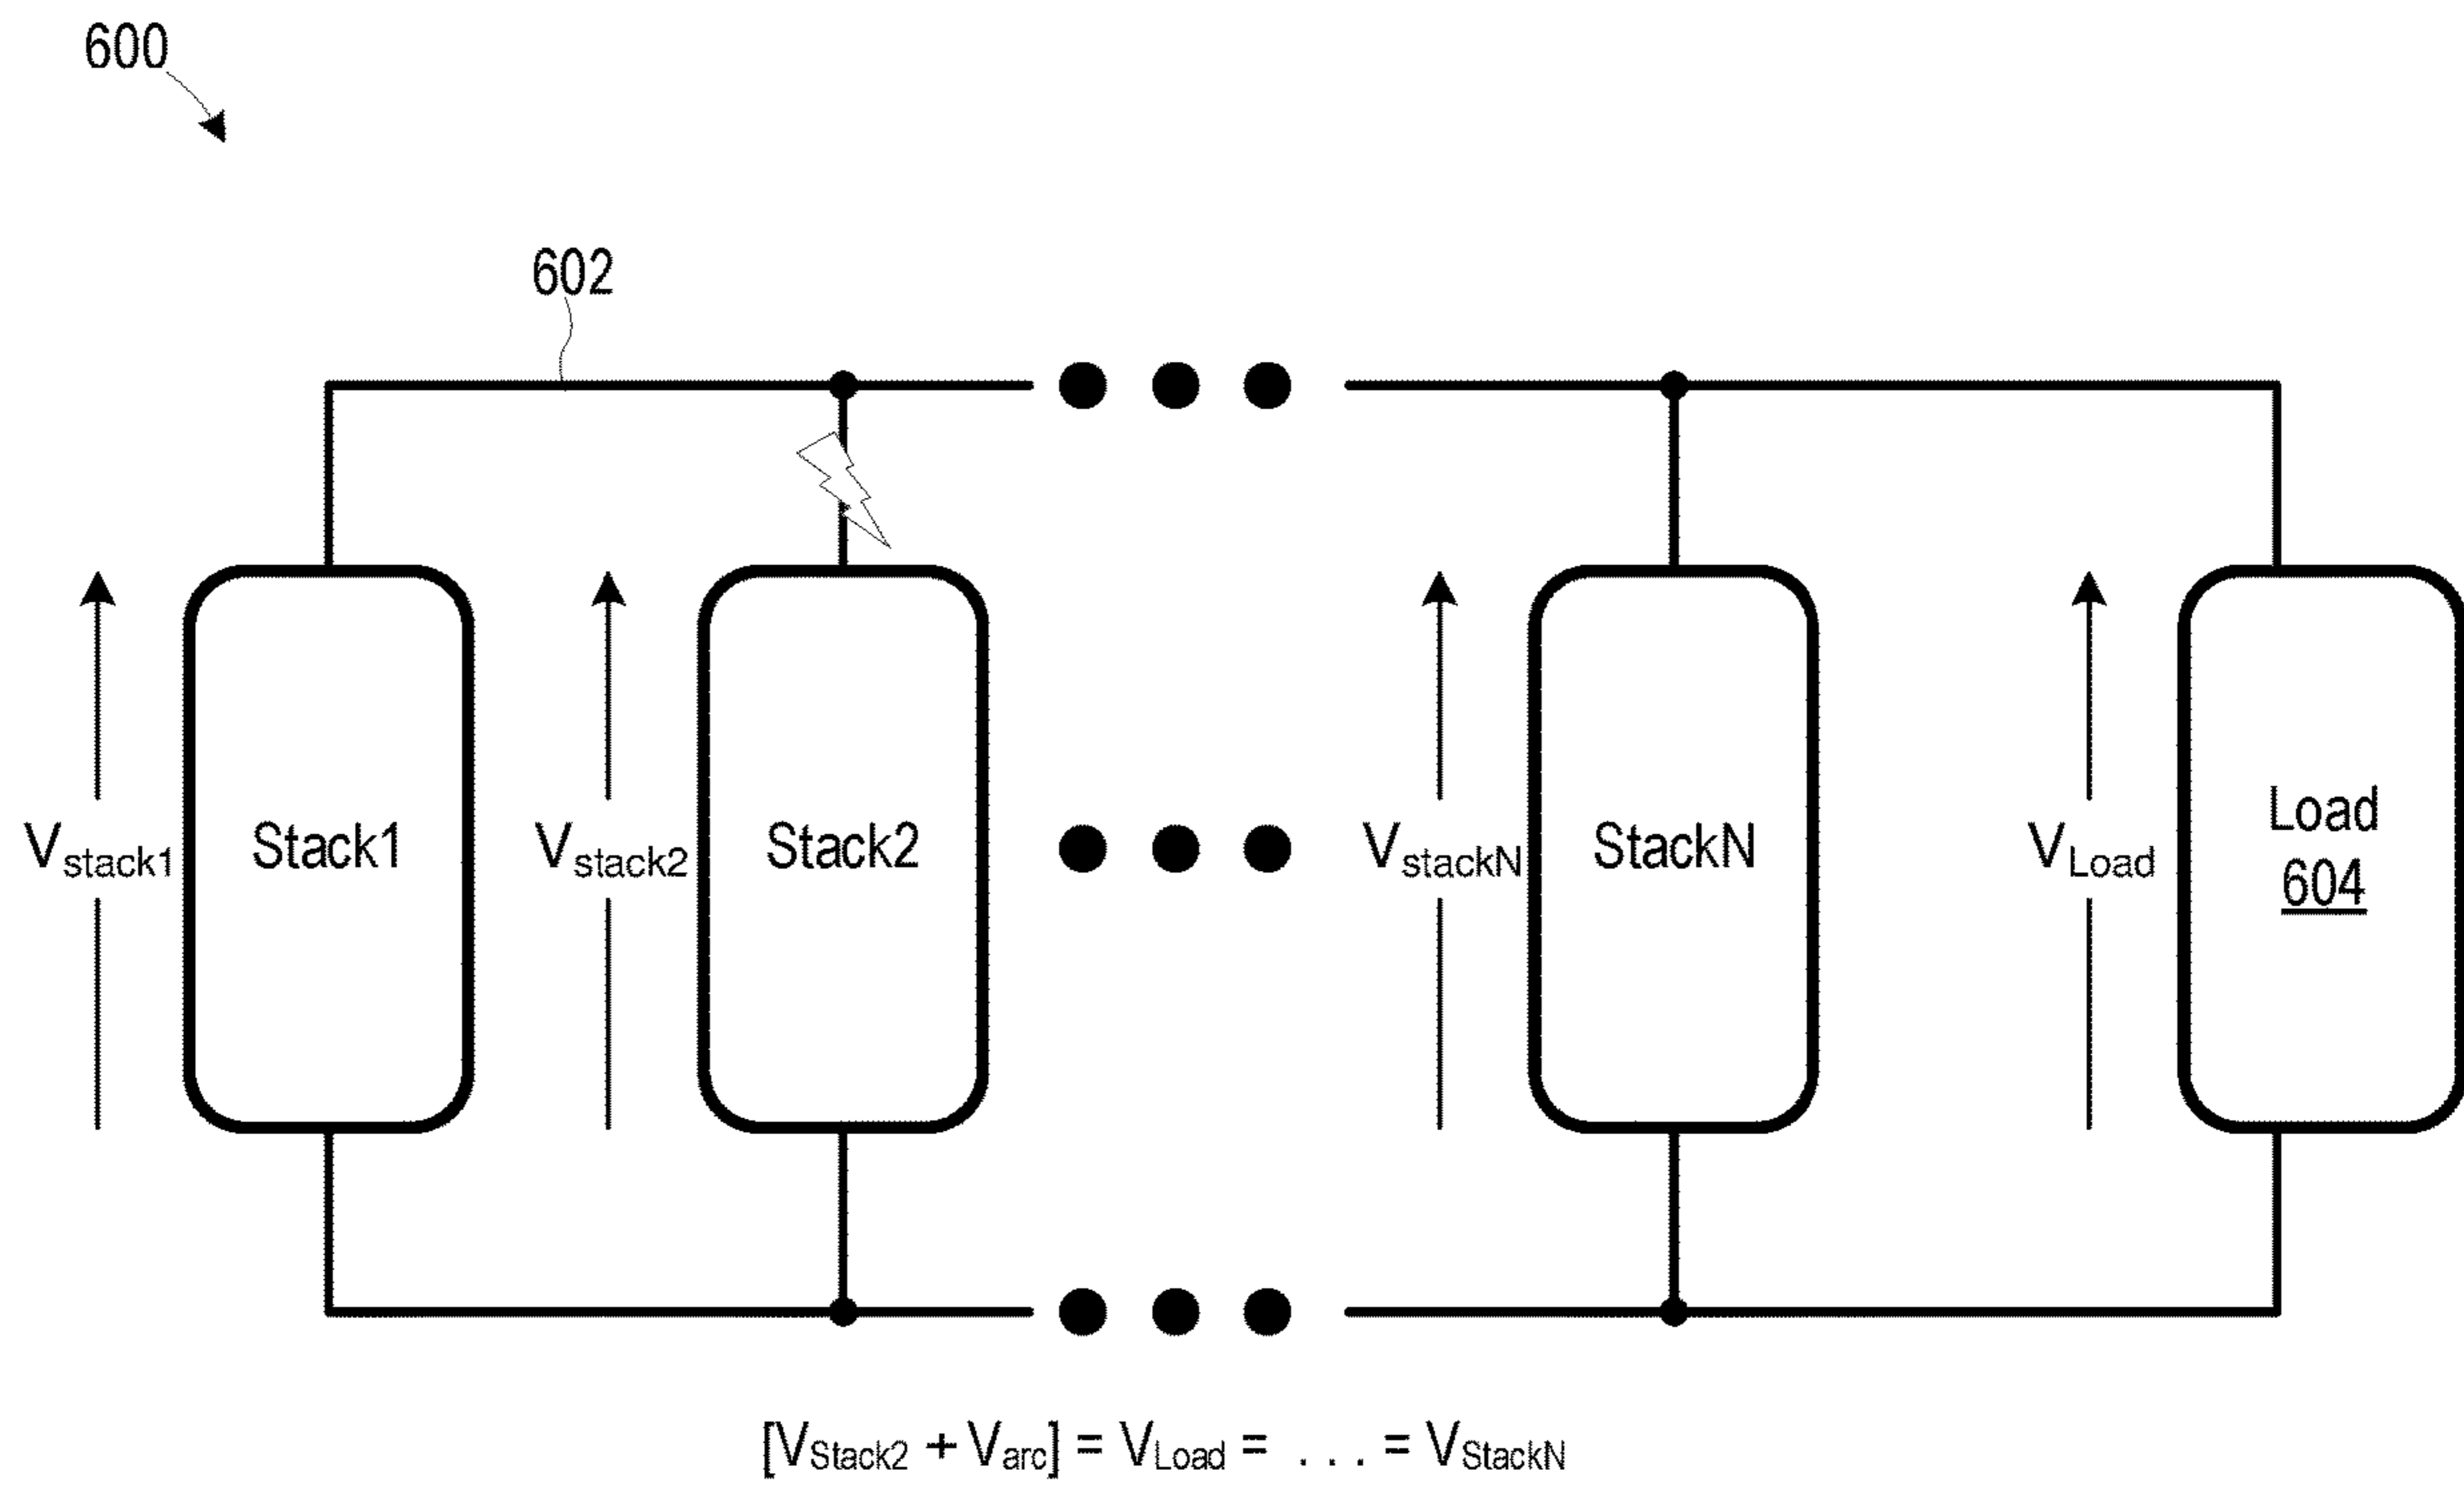 600
602
Vstack1
Stack1
Vstack2
Stack2
VstackN
StackN
VLoad
Load
604
[VStack2 + Varc] = VLoad = . . . = VStackN